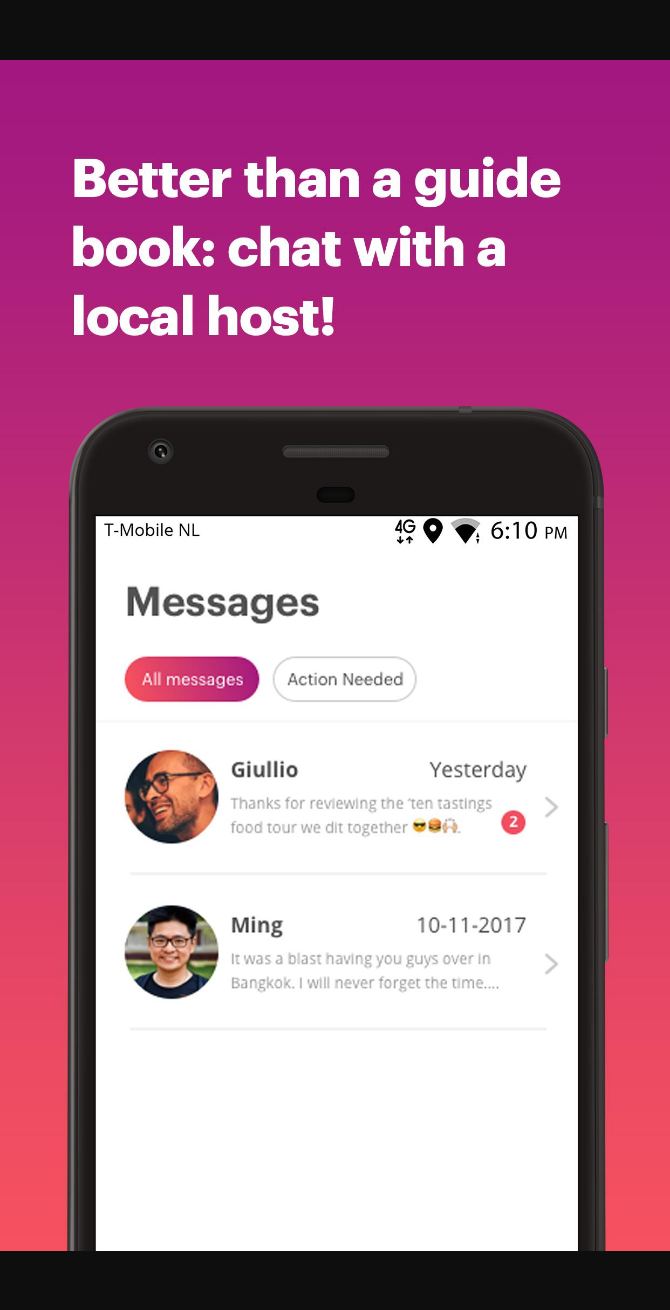 Better than a guide
book: chat with a
local host!
T-Mobile NL 4G 6:10 PM
Messages
All messages Action Needed
Giullio Yesterday
Thanks for reviewing the 'ten tastings
food tour we dit together 😎🍔🙌. 2
Ming 10-11-2017
It was a blast having you guys over in
Bangkok. I will never forget the time....